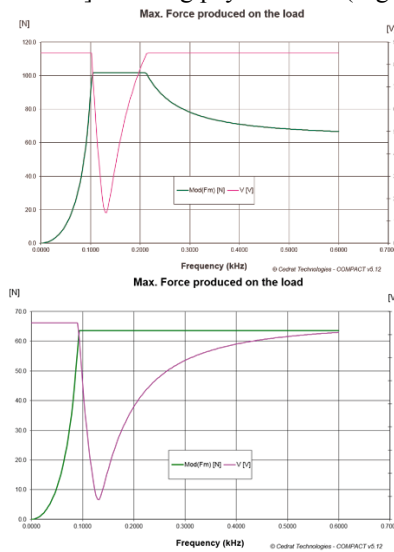 Max. Force produced on the load
[N]
[V
120.0
100.0
80.0
60.0
40.0
20.0
0.0
Mod(Fm) [N] V [V]
0.0000 0.1000 0.2000 0.3000 0.4000 0.5000 0.6000
Frequency (kHz)
© Cedrat Technologies - COMPACT v5.12
Max. Force produced on the load
[N]
[V
70.0
60.0
50.0
40.0
30.0
20.0
10.0
0.0
Mod(Fm) [N] V [V]
0.0000 0.1000 0.2000 0.3000 0.4000 0.5000 0.6000
Frequency (kHz)
© Cedrat Technologies - COMPACT v5.12